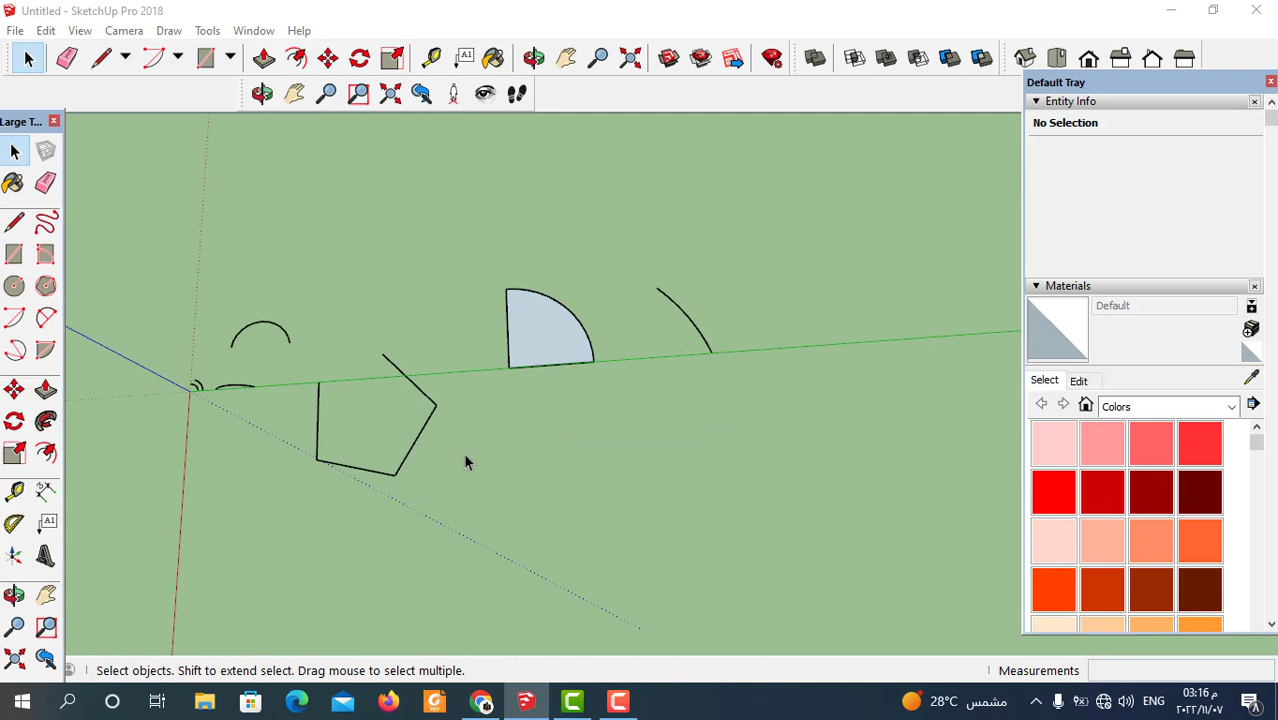 Untitled - SketchUp Pro 2018
File Edit View Camera Draw Tools Window Help
A1
Default Tray
Entity Info
No Selection
Large T...
Materials
Default
Select Edit
Colors
A1
Select objects. Shift to extend select. Drag mouse to select multiple.
Measurements
28°C مشمس
ENG
03:16 م
٢٠٢٢/١١/٠٧